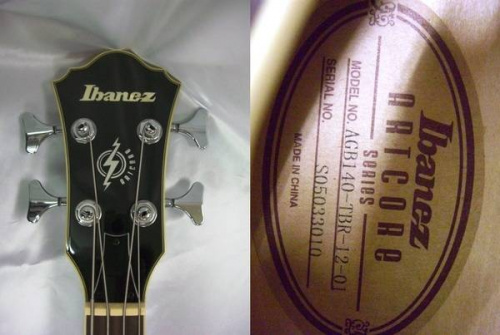 Ibanez
Ibanez
ARTCORE
series
MODEL NO. AGB140-TBR-12-01
SERIAL NO. S05033010
MADE IN CHINA